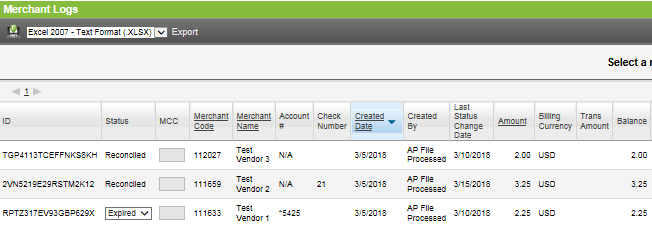 Merchant Logs
Excel 2007 - Text Format (.XLSX) Export
Select a r
1
ID Status MCC Merchant Code Merchant Name Account # Check Number Created Date Created By Last Status Change Date Amount Billing Currency Trans Amount Balance
TGP4113TCEFFNKS8KH Reconciled 112027 Test Vendor 3 N/A 3/5/2018 AP File Processed 3/10/2018 2.00 USD 2.00
2VN5219E29RSTM2K12 Reconciled 111659 Test Vendor 2 N/A 21 3/5/2018 AP File Processed 3/15/2018 3.25 USD 3.25
RPTZ317EV93GBP629X Expired 111633 Test Vendor 1 *5425 3/5/2018 AP File Processed 3/10/2018 2.25 USD 2.25